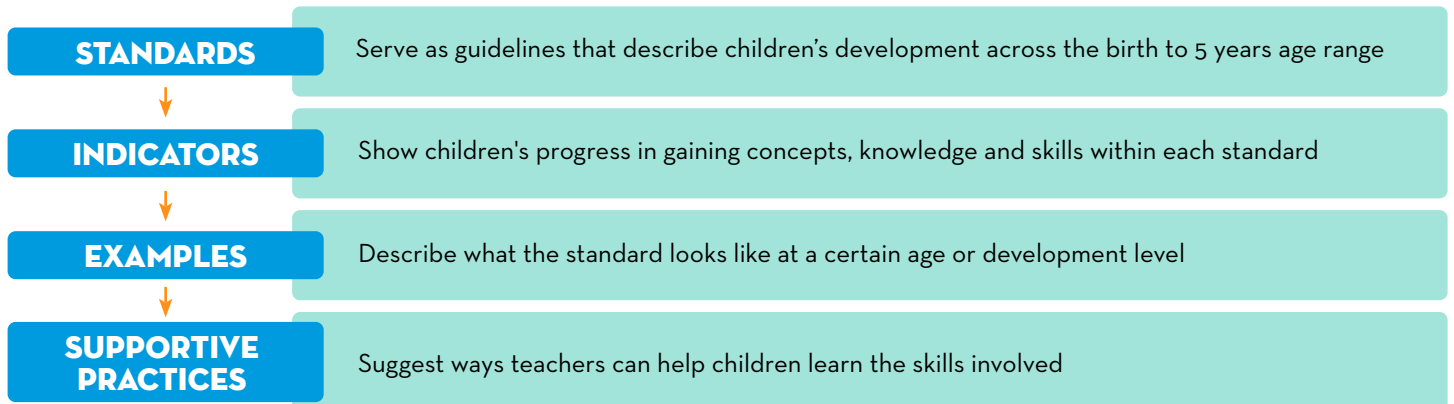 STANDARDS
Serve as guidelines that describe children’s development across the birth to 5 years age range
INDICATORS
Show children's progress in gaining concepts, knowledge and skills within each standard
EXAMPLES
Describe what the standard looks like at a certain age or development level
SUPPORTIVE
PRACTICES
Suggest ways teachers can help children learn the skills involved